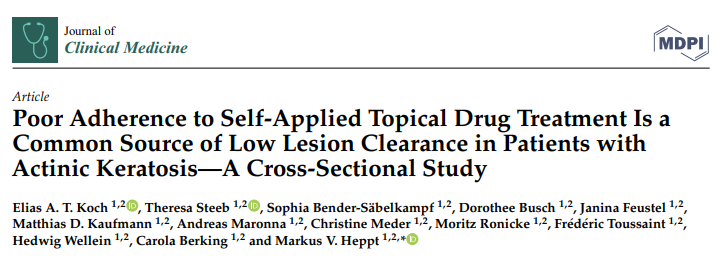 Journal of
Clinical Medicine
MDPI
Article
Poor Adherence to Self-Applied Topical Drug Treatment Is a
Common Source of Low Lesion Clearance in Patients with
Actinic Keratosis—A Cross-Sectional Study
Elias A. T. Koch 1,2 iD, Theresa Steeb 1,2 iD, Sophia Bender-Säbelkampf 1,2, Dorothee Busch 1,2, Janina Feustel 1,2,
Matthias D. Kaufmann 1,2, Andreas Maronna 1,2, Christine Meder 1,2, Moritz Ronicke 1,2, Frédéric Toussaint 1,2,
Hedwig Wellein 1,2, Carola Berking 1,2 and Markus V. Heppt 1,2,* iD